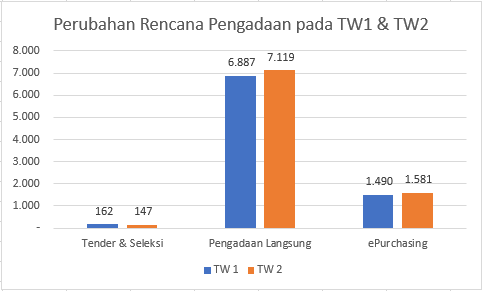 Perubahan Rencana Pengadaan pada TW1 & TW2
8.000
7.000
6.000
5.000
4.000
3.000
2.000
1.000
-
162
147
6.887
7.119
1.490
1.581
Tender & Seleksi
Pengadaan Langsung
ePurchasing
TW 1
TW 2